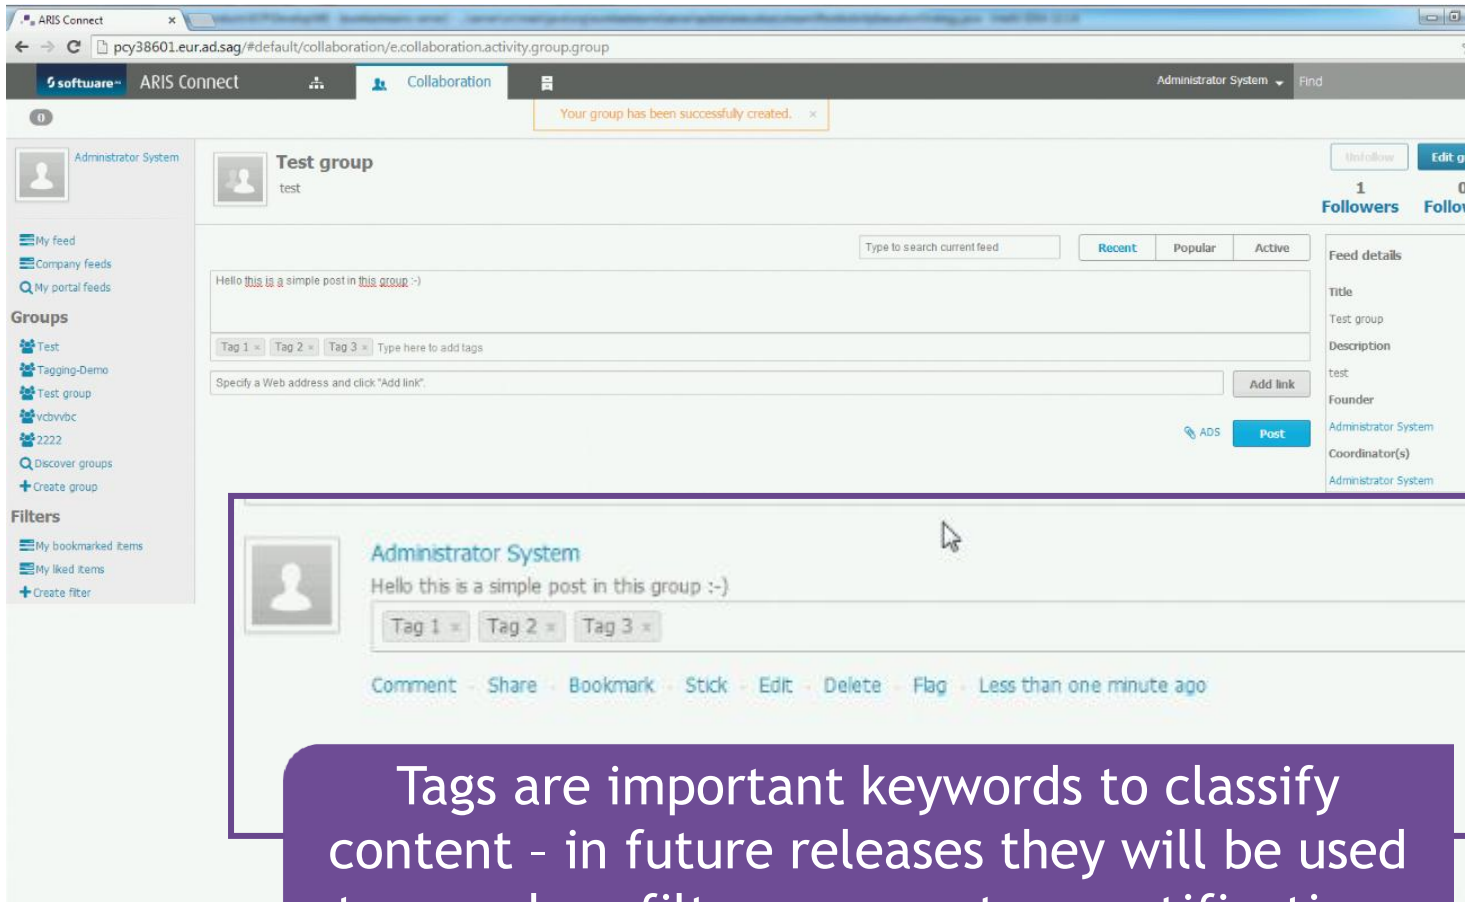 ARIS Connect ×
pcy38601.eur.ad.sag/#default/collaboration/e.collaboration.activity.group.group
software ARIS Connect Collaboration Administrator System Find
0
Your group has been successfully created. ×
Administrator System
Test group
test
Unfollow Edit g
1 0
Followers Follow
My feed
Company feeds
My portal feeds
Groups
Test
Tagging-Demo
Test group
vcbvvbc
2222
Discover groups
Create group
Filters
My bookmarked items
My liked items
Create filter
Type to search current feed Recent Popular Active
Hello this is a simple post in this group :-)
Tag 1 × Tag 2 × Tag 3 × Type here to add tags
Specify a Web address and click "Add link". Add link
ADS Post
Feed details
Title
Test group
Description
test
Founder
Administrator System
Coordinator(s)
Administrator System
Administrator System
Hello this is a simple post in this group :-)
Tag 1 × Tag 2 × Tag 3 ×
Comment - Share - Bookmark - Stick - Edit - Delete - Flag - Less than one minute ago
Tags are important keywords to classify
content – in future releases they will be used